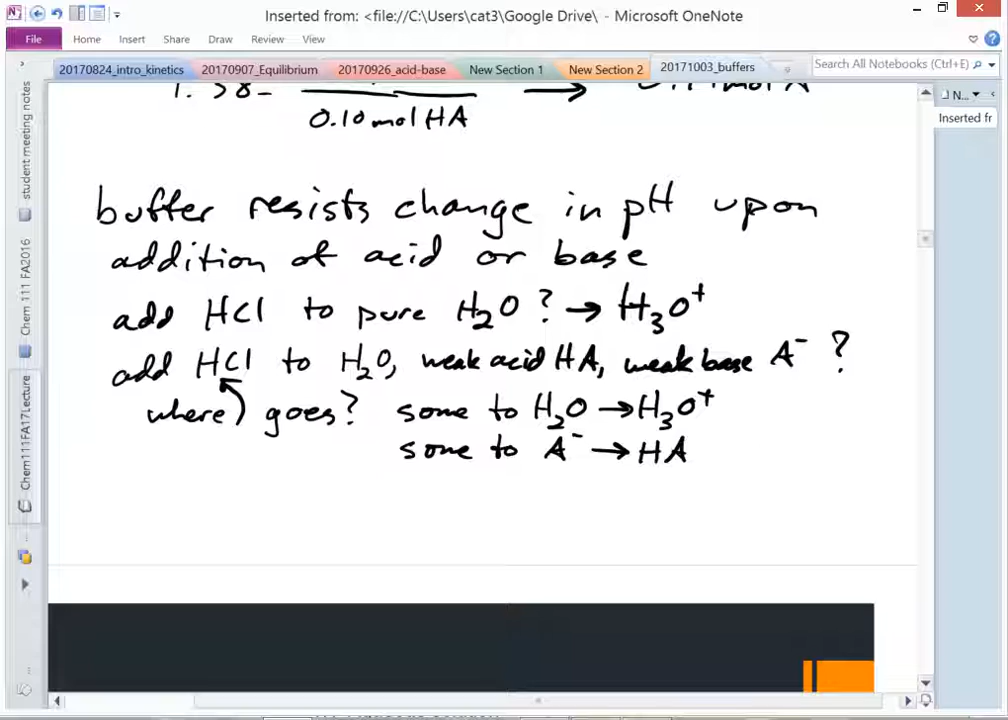 Inserted from: <file://C:\Users\cat3\Google Drive\ - Microsoft OneNote
File Home Insert Share Draw Review View
20170824_intro_kinetics 20170907_Equilibrium 20170926_acid-base New Section 1 New Section 2 20171003_buffers Search All Notebooks (Ctrl+E)
N...
Inserted fr
student meeting notes
Chem 111 FA2016
Chem111FA17Lecture
0.10 mol HA
buffer resists change in pH upon
addition of acid or base
add HCl to pure H₂O ? → H₃O⁺
add HCl to H₂O, weak acid HA, weak base A⁻ ?
where goes? some to H₂O → H₃O⁺
some to A⁻ → HA